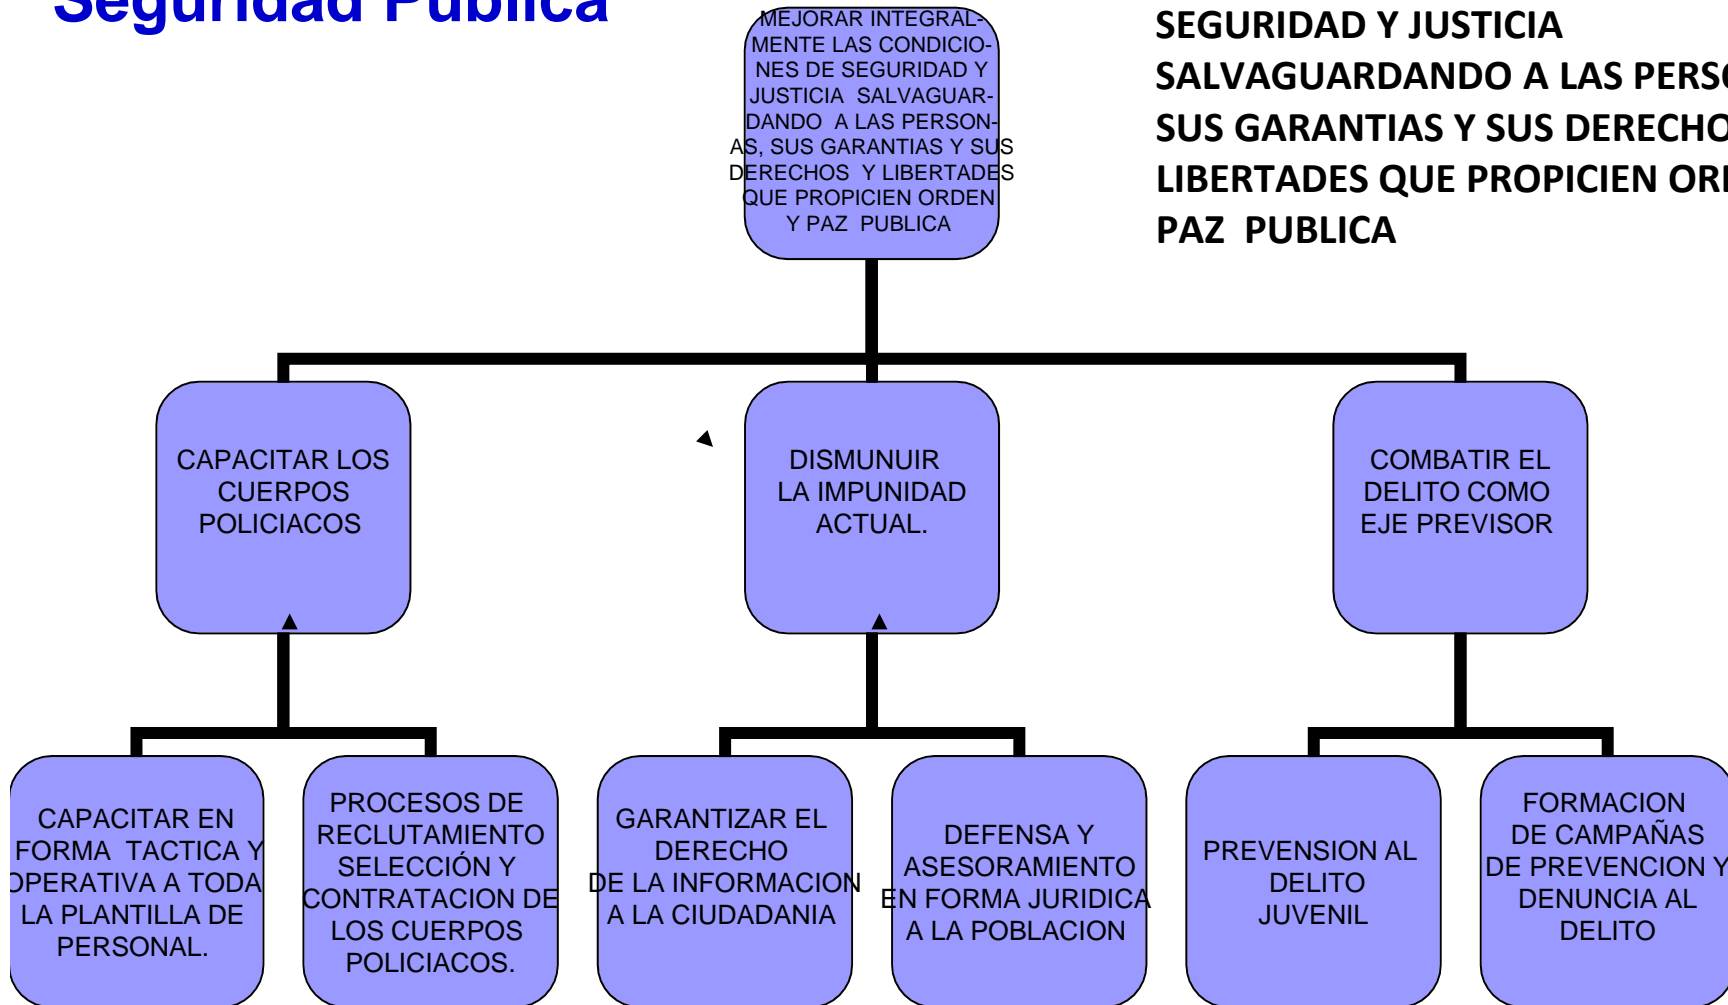 Seguridad Pública
MEJORAR INTEGRAL-
MENTE LAS CONDICIO-
NES DE SEGURIDAD Y
JUSTICIA SALVAGUAR-
DANDO A LAS PERSON-
AS, SUS GARANTIAS Y SUS
DERECHOS Y LIBERTADES
QUE PROPICIEN ORDEN
Y PAZ PUBLICA
SEGURIDAD Y JUSTICIA
SALVAGUARDANDO A LAS
SUS GARANTIAS Y SUS
LIBERTADES QUE PROPICIEN
PAZ PUBLICA
CAPACITAR LOS
CUERPOS
POLICIACOS
DISMUNUIR
LA IMPUNIDAD
ACTUAL.
COMBATIR EL
DELITO COMO
EJE PREVISOR
CAPACITAR EN
FORMA TACTICA Y
OPERATIVA A TODA
LA PLANTILLA DE
PERSONAL.
PROCESOS DE
RECLUTAMIENTO
SELECCIÓN Y
CONTRATACION DE
LOS CUERPOS
POLICIACOS.
GARANTIZAR EL
DERECHO
DE LA INFORMACION
A LA CIUDADANIA
DEFENSA Y
ASESORAMIENTO
EN FORMA JURIDICA
A LA POBLACION
PREVENSION AL
DELITO
JUVENIL
FORMACION
DE CAMPAÑAS
DE PREVENCION Y
DENUNCIA AL
DELITO